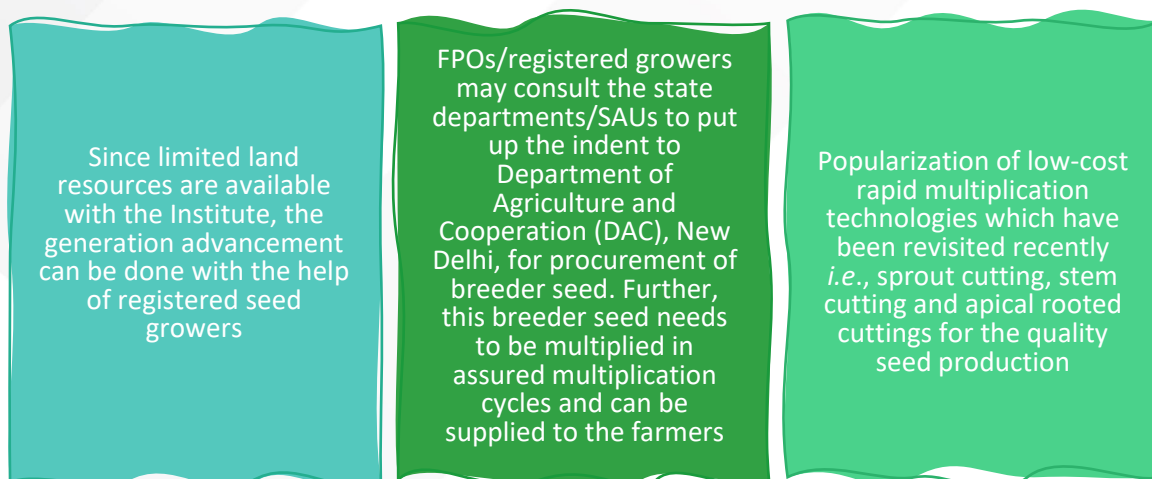 Since limited land
resources are available
with the Institute, the
generation advancement
can be done with the help
of registered seed
growers
FPOs/registered growers
may consult the state
departments/SAUs to put
up the indent to
Department of
Agriculture and
Cooperation (DAC), New
Delhi, for procurement of
breeder seed. Further,
this breeder seed needs
to be multiplied in
assured multiplication
cycles and can be
supplied to the farmers
Popularization of low-cost
rapid multiplication
technologies which have
been revisited recently
i.e., sprout cutting, stem
cutting and apical rooted
cuttings for the quality
seed production